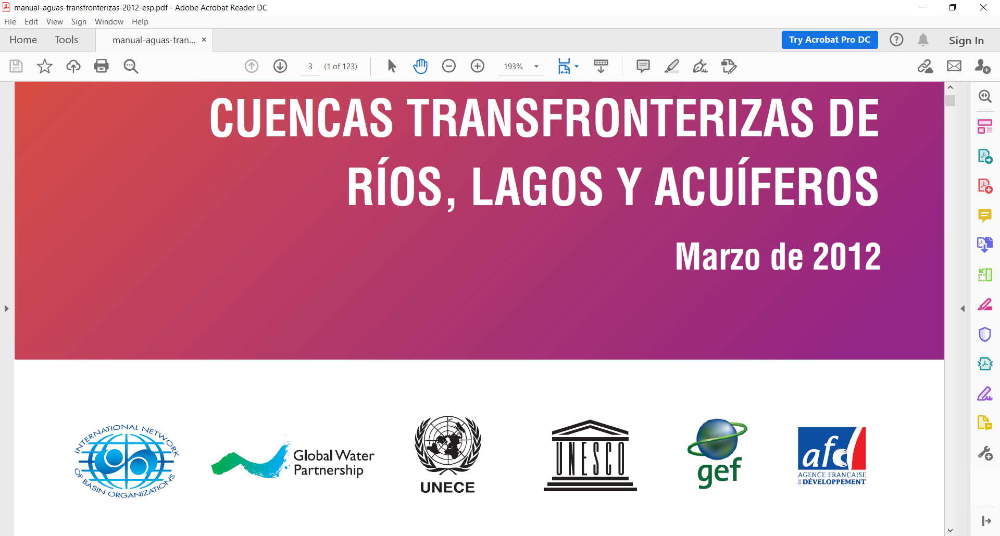 manual-aguas-transfronterizas-2012-esp.pdf - Adobe Acrobat Reader DC
File Edit View Sign Window Help
Home Tools manual-aguas-tran... × Try Acrobat Pro DC Sign In
3 (1 of 123) 193%
CUENCAS TRANSFRONTERIZAS DE
RÍOS, LAGOS Y ACUÍFEROS
Marzo de 2012
INTERNATIONAL NETWORK
OF BASIN ORGANIZATIONS
Global Water
Partnership
UNECE
UNESCO
gef
afd
AGENCE FRANÇAISE
DE DÉVELOPPEMENT